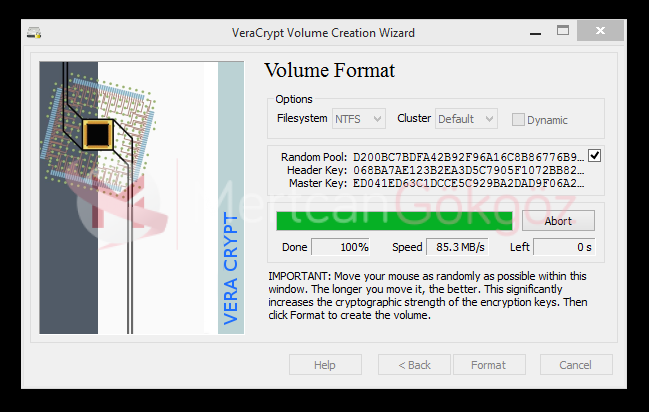 VeraCrypt Volume Creation Wizard
Volume Format
Options
Filesystem NTFS Cluster Default Dynamic
Random Pool: D200BC7BDFA42B92F96A16C8B86776B9...
Header Key: 068BA7AE123B2EA3D5C7905F1072BB82...
Master Key: ED041ED63C1DCCE5C929BA2DAD9F06A2...
Abort
Done 100% Speed 85.3 MB/s Left 0 s
IMPORTANT: Move your mouse as randomly as possible within this
window. The longer you move it, the better. This significantly
increases the cryptographic strength of the encryption keys. Then
click Format to create the volume.
VERA CRYPT
MertcanGökgöz
Help < Back Format Cancel